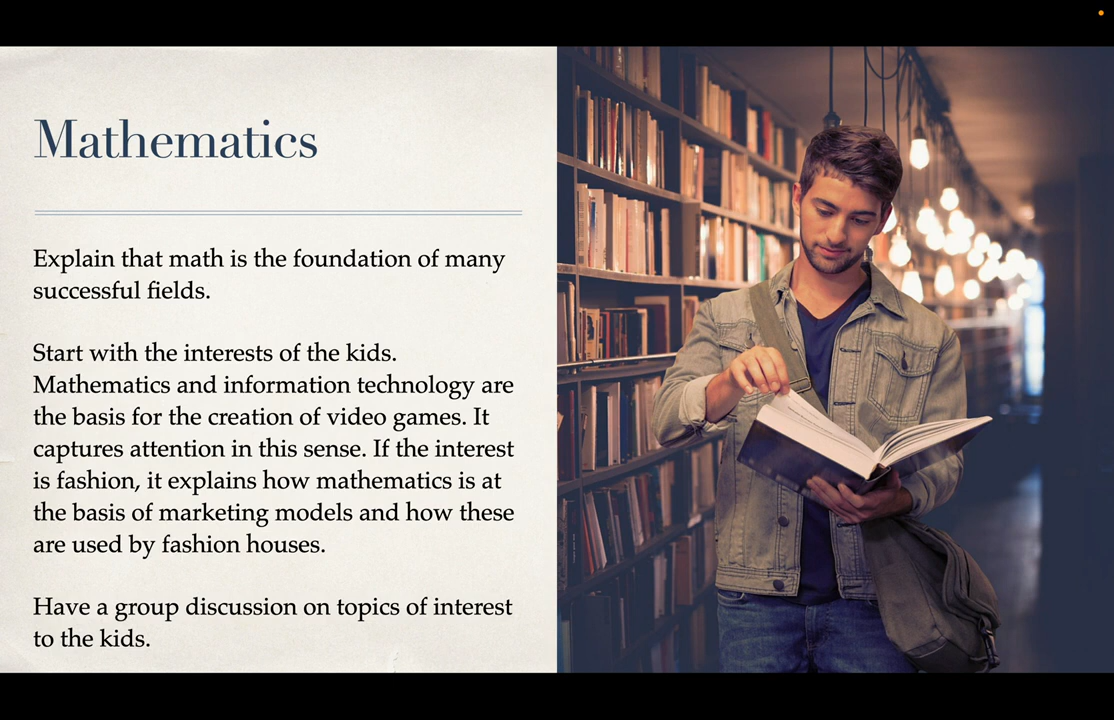 Mathematics
Explain that math is the foundation of many
successful fields.
Start with the interests of the kids.
Mathematics and information technology are
the basis for the creation of video games. It
captures attention in this sense. If the interest
is fashion, it explains how mathematics is at
the basis of marketing models and how these
are used by fashion houses.
Have a group discussion on topics of interest
to the kids.